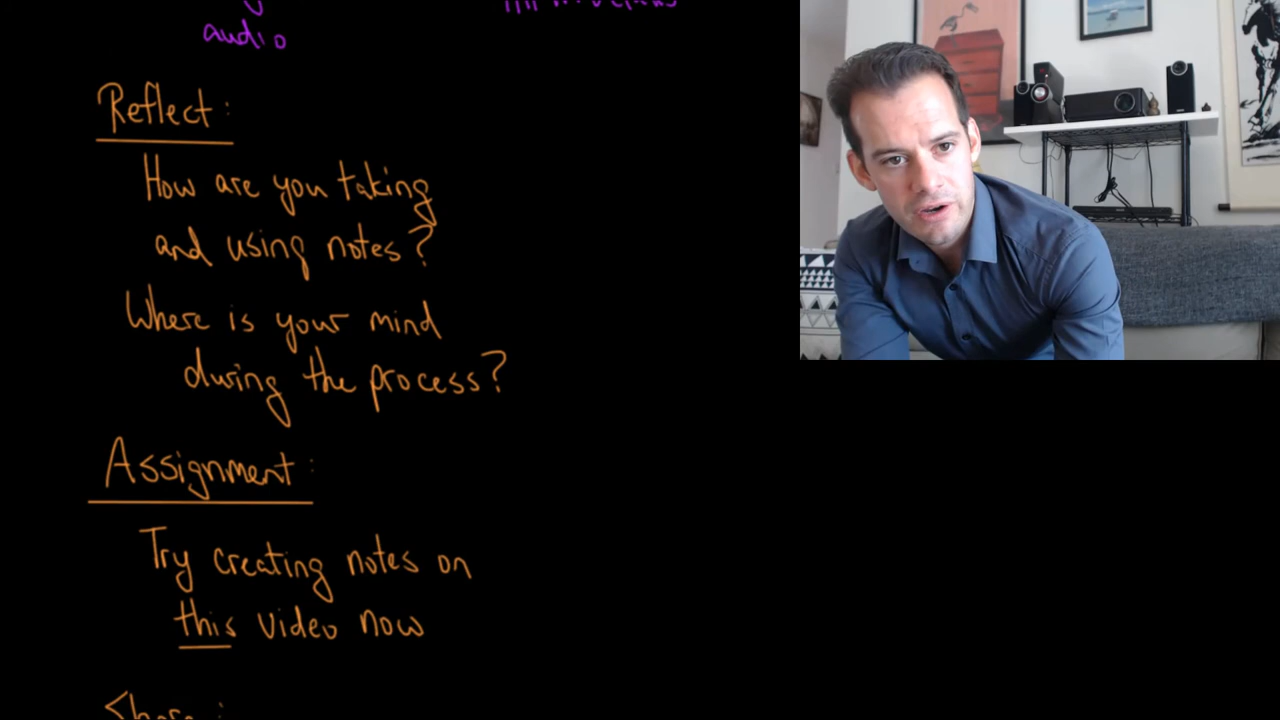 audio
Reflect:
How are you taking
and using notes?
Where is your mind
during the process?
Assignment:
Try creating notes on
this video now
Share: